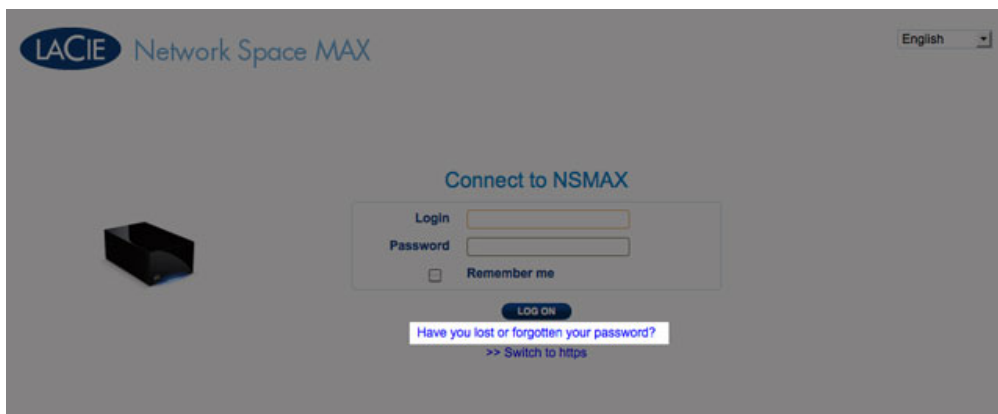 LACIE Network Space MAX
English
Connect to NSMAX
Login
Password
Remember me
LOG ON
Have you lost or forgotten your password?
>> Switch to https